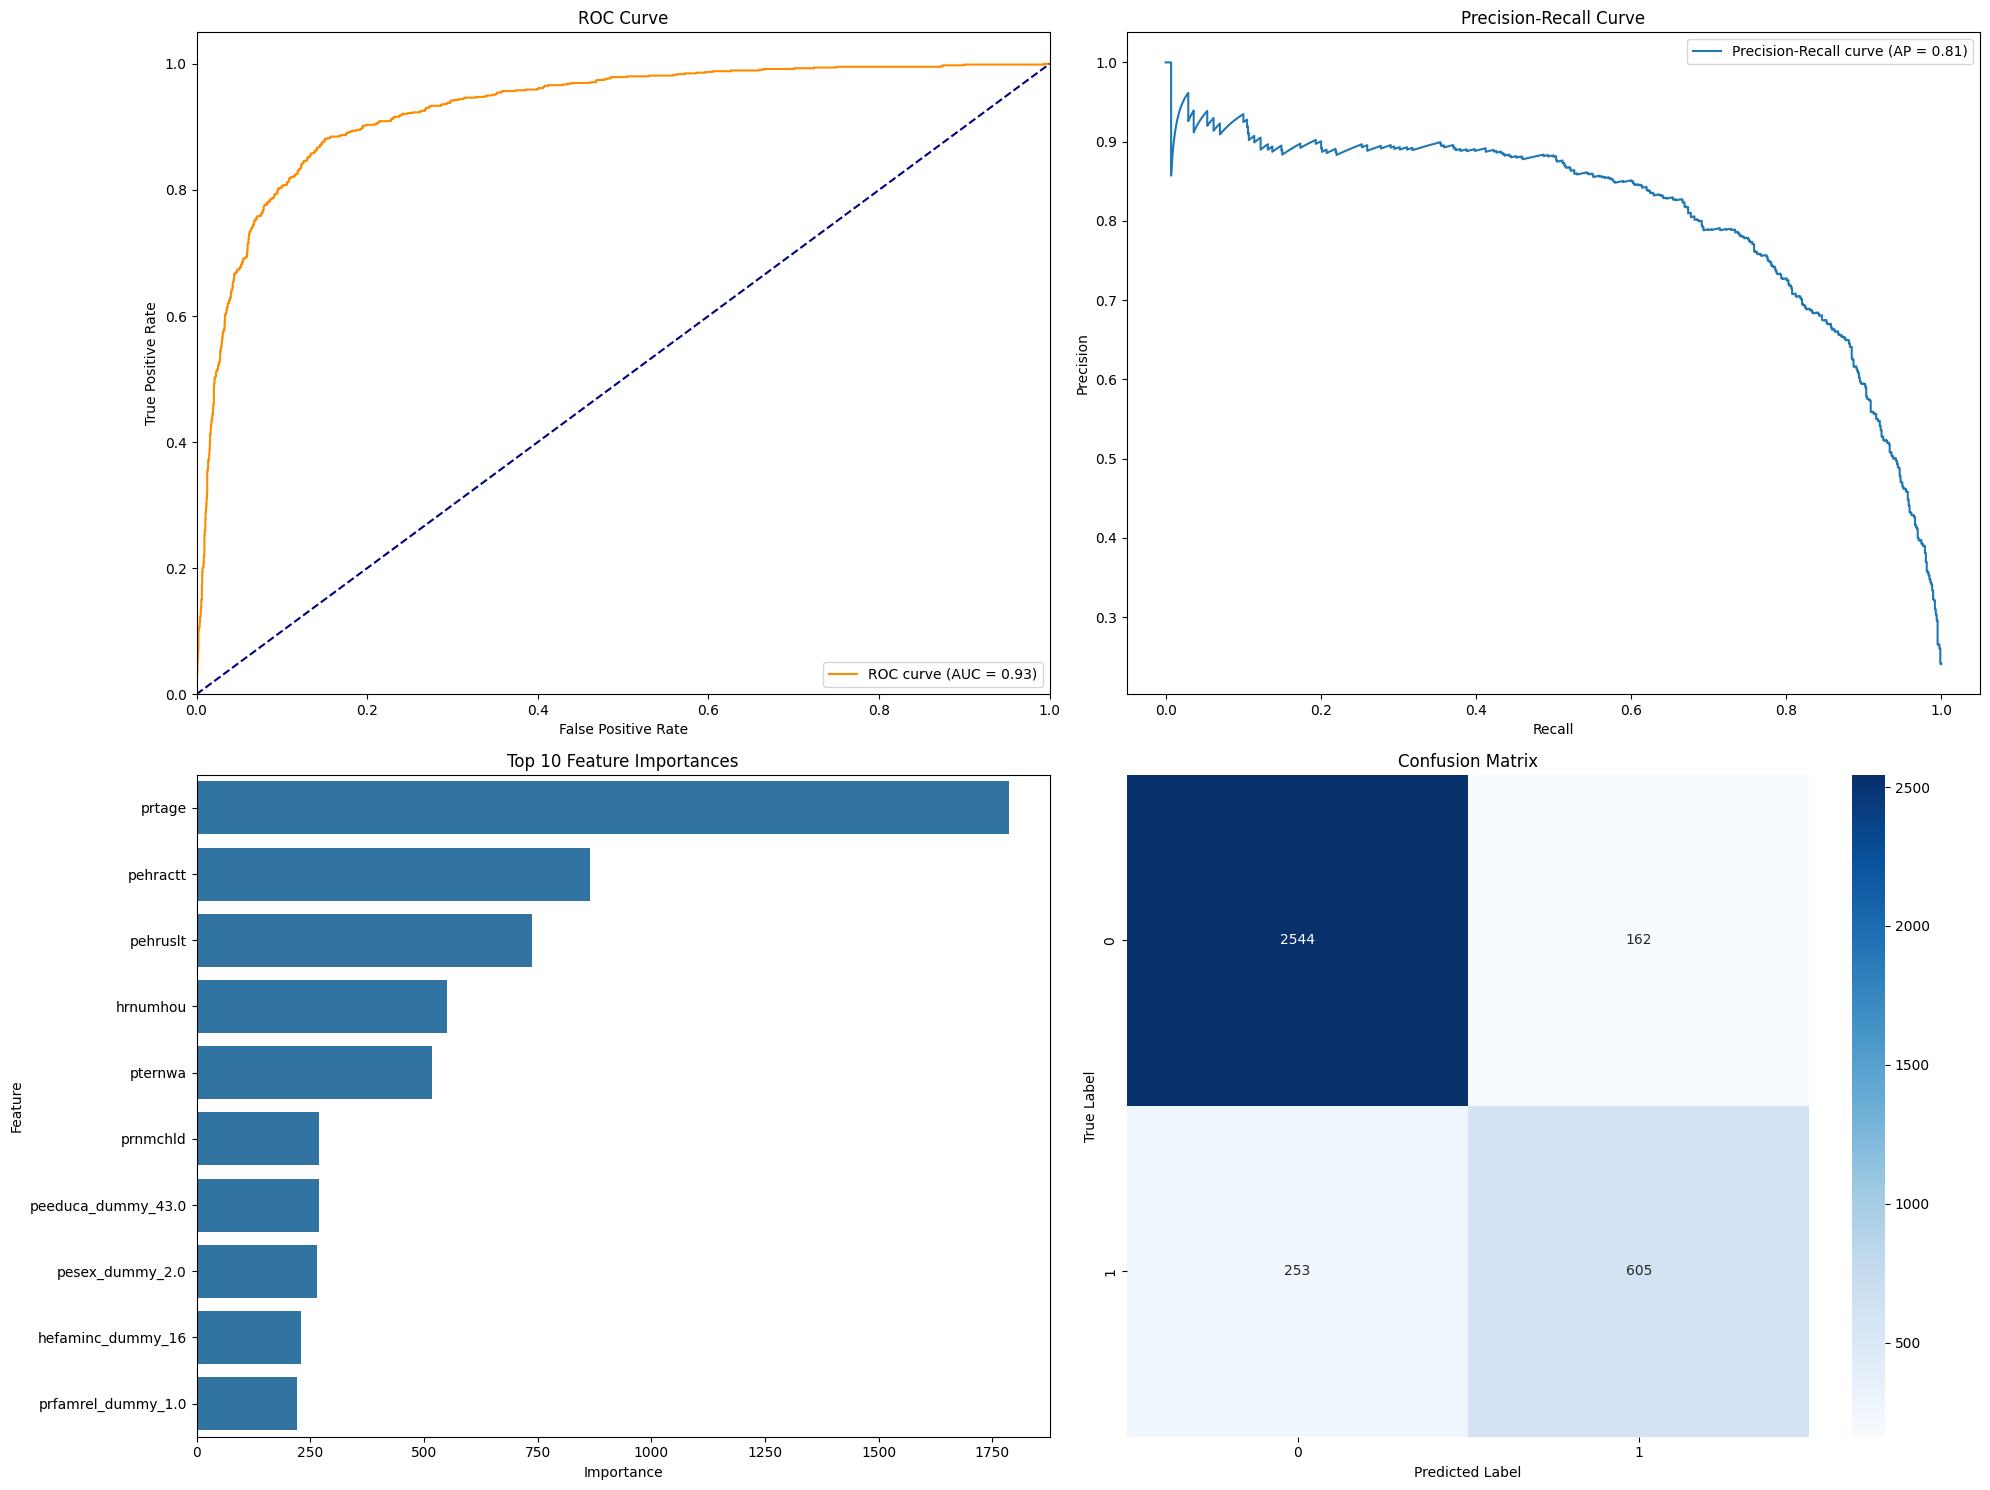 ROC Curve
1.0
0.8
0.6
0.4
0.2
0.0
True Positive Rate
0.0 0.2 0.4 0.6 0.8 1.0
False Positive Rate
ROC curve (AUC = 0.93)
Precision-Recall Curve
Precision-Recall curve (AP = 0.81)
1.0
0.9
0.8
0.7
0.6
0.5
0.4
0.3
Precision
0.0 0.2 0.4 0.6 0.8 1.0
Recall
Top 10 Feature Importances
Feature
prtage
pehractt
pehruslt
hrnumhou
pternwa
prnmchld
peeduca_dummy_43.0
pesex_dummy_2.0
hefaminc_dummy_16
prfamrel_dummy_1.0
0 250 500 750 1000 1250 1500 1750
Importance
Confusion Matrix
True Label
0
2544 162
1
253 605
0 1
Predicted Label
2500
2000
1500
1000
500